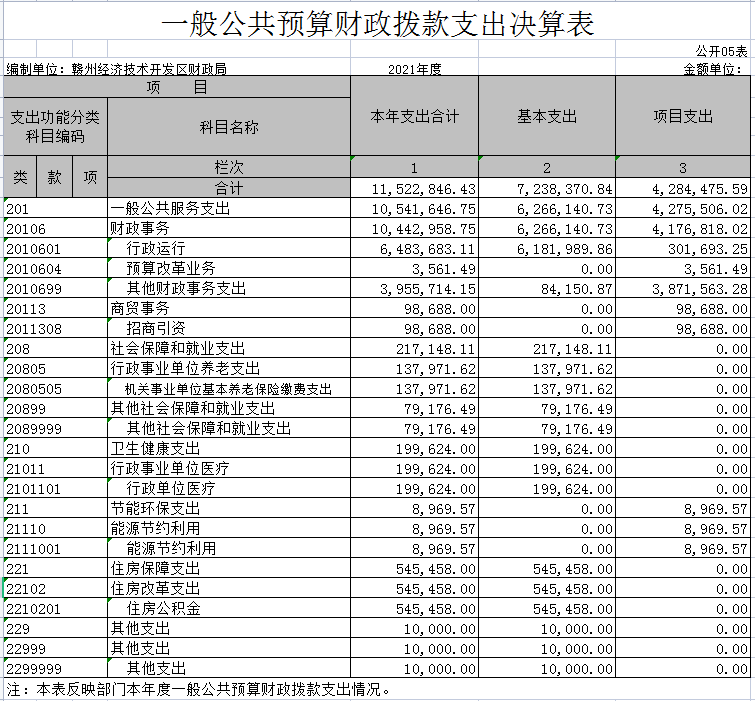 一般公共预算财政拨款支出决算表
公开05表
编制单位：赣州经济技术开发区财政局 2021年度 金额单位：
项 目 本年支出合计 基本支出 项目支出
支出功能分类科目编码 科目名称
类 款 项 栏次 1 2 3
合计 11,522,846.43 7,238,370.84 4,284,475.59
201 一般公共服务支出 10,541,646.75 6,266,140.73 4,275,506.02
20106 财政事务 10,442,958.75 6,266,140.73 4,176,818.02
2010601 行政运行 6,483,683.11 6,181,989.86 301,693.25
2010604 预算改革业务 3,561.49 0.00 3,561.49
2010699 其他财政事务支出 3,955,714.15 84,150.87 3,871,563.28
20113 商贸事务 98,688.00 0.00 98,688.00
2011308 招商引资 98,688.00 0.00 98,688.00
208 社会保障和就业支出 217,148.11 217,148.11 0.00
20805 行政事业单位养老支出 137,971.62 137,971.62 0.00
2080505 机关事业单位基本养老保险缴费支出 137,971.62 137,971.62 0.00
20899 其他社会保障和就业支出 79,176.49 79,176.49 0.00
2089999 其他社会保障和就业支出 79,176.49 79,176.49 0.00
210 卫生健康支出 199,624.00 199,624.00 0.00
21011 行政事业单位医疗 199,624.00 199,624.00 0.00
2101101 行政单位医疗 199,624.00 199,624.00 0.00
211 节能环保支出 8,969.57 0.00 8,969.57
21110 能源节约利用 8,969.57 0.00 8,969.57
2111001 能源节约利用 8,969.57 0.00 8,969.57
221 住房保障支出 545,458.00 545,458.00 0.00
22102 住房改革支出 545,458.00 545,458.00 0.00
2210201 住房公积金 545,458.00 545,458.00 0.00
229 其他支出 10,000.00 10,000.00 0.00
22999 其他支出 10,000.00 10,000.00 0.00
2299999 其他支出 10,000.00 10,000.00 0.00
注：本表反映部门本年度一般公共预算财政拨款支出情况。